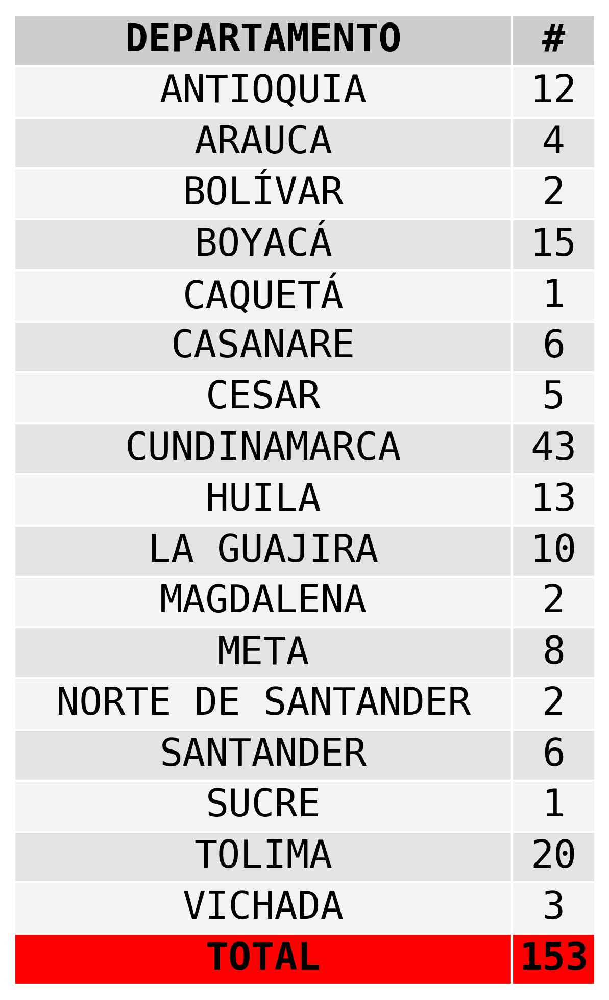 DEPARTAMENTO #
ANTIOQUIA 12
ARAUCA 4
BOLÍVAR 2
BOYACÁ 15
CAQUETÁ 1
CASANARE 6
CESAR 5
CUNDINAMARCA 43
HUILA 13
LA GUAJIRA 10
MAGDALENA 2
META 8
NORTE DE SANTANDER 2
SANTANDER 6
SUCRE 1
TOLIMA 20
VICHADA 3
TOTAL 153